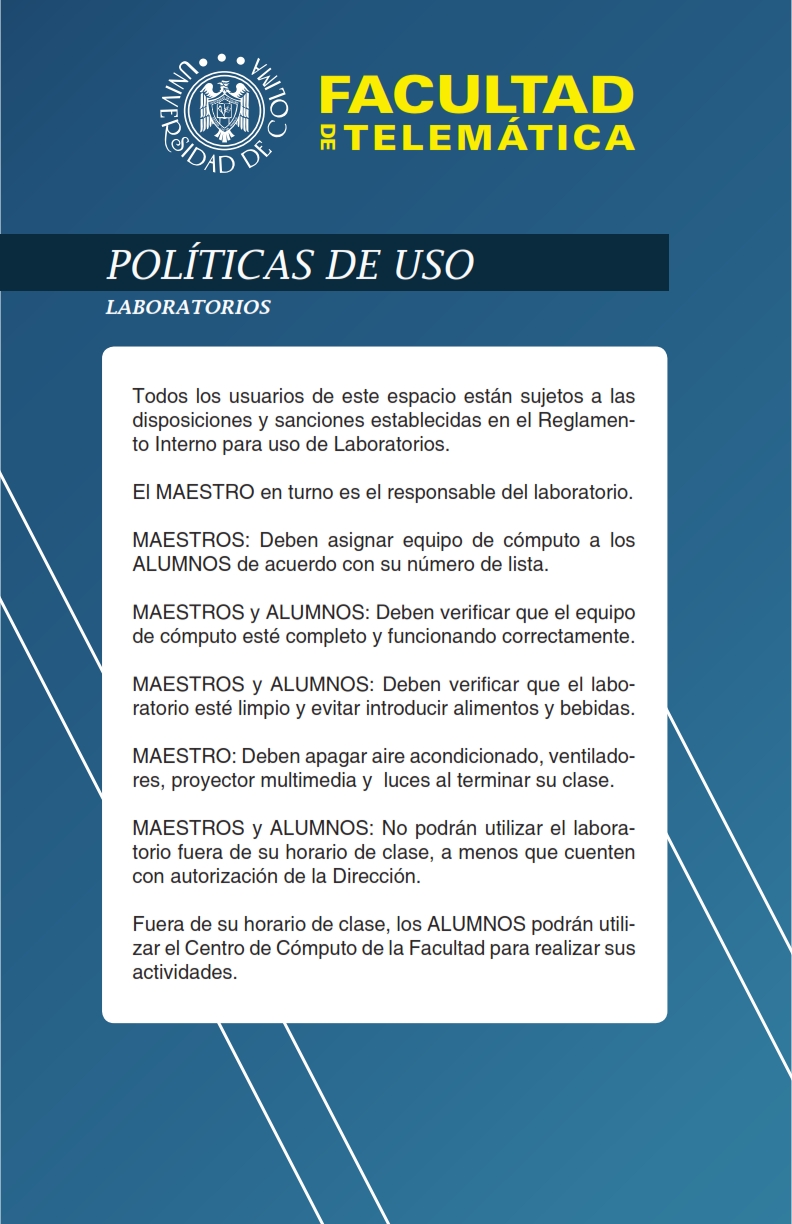 UNIVERSIDAD DE COLIMA
FACULTAD
DE TELEMÁTICA
POLÍTICAS DE USO
LABORATORIOS
Todos los usuarios de este espacio están sujetos a las
disposiciones y sanciones establecidas en el Reglamen-
to Interno para uso de Laboratorios.
El MAESTRO en turno es el responsable del laboratorio.
MAESTROS: Deben asignar equipo de cómputo a los
ALUMNOS de acuerdo con su número de lista.
MAESTROS y ALUMNOS: Deben verificar que el equipo
de cómputo esté completo y funcionando correctamente.
MAESTROS y ALUMNOS: Deben verificar que el labo-
ratorio esté limpio y evitar introducir alimentos y bebidas.
MAESTRO: Deben apagar aire acondicionado, ventilado-
res, proyector multimedia y  luces al terminar su clase.
MAESTROS y ALUMNOS: No podrán utilizar el labora-
torio fuera de su horario de clase, a menos que cuenten
con autorización de la Dirección.
Fuera de su horario de clase, los ALUMNOS podrán utili-
zar el Centro de Cómputo de la Facultad para realizar sus
actividades.